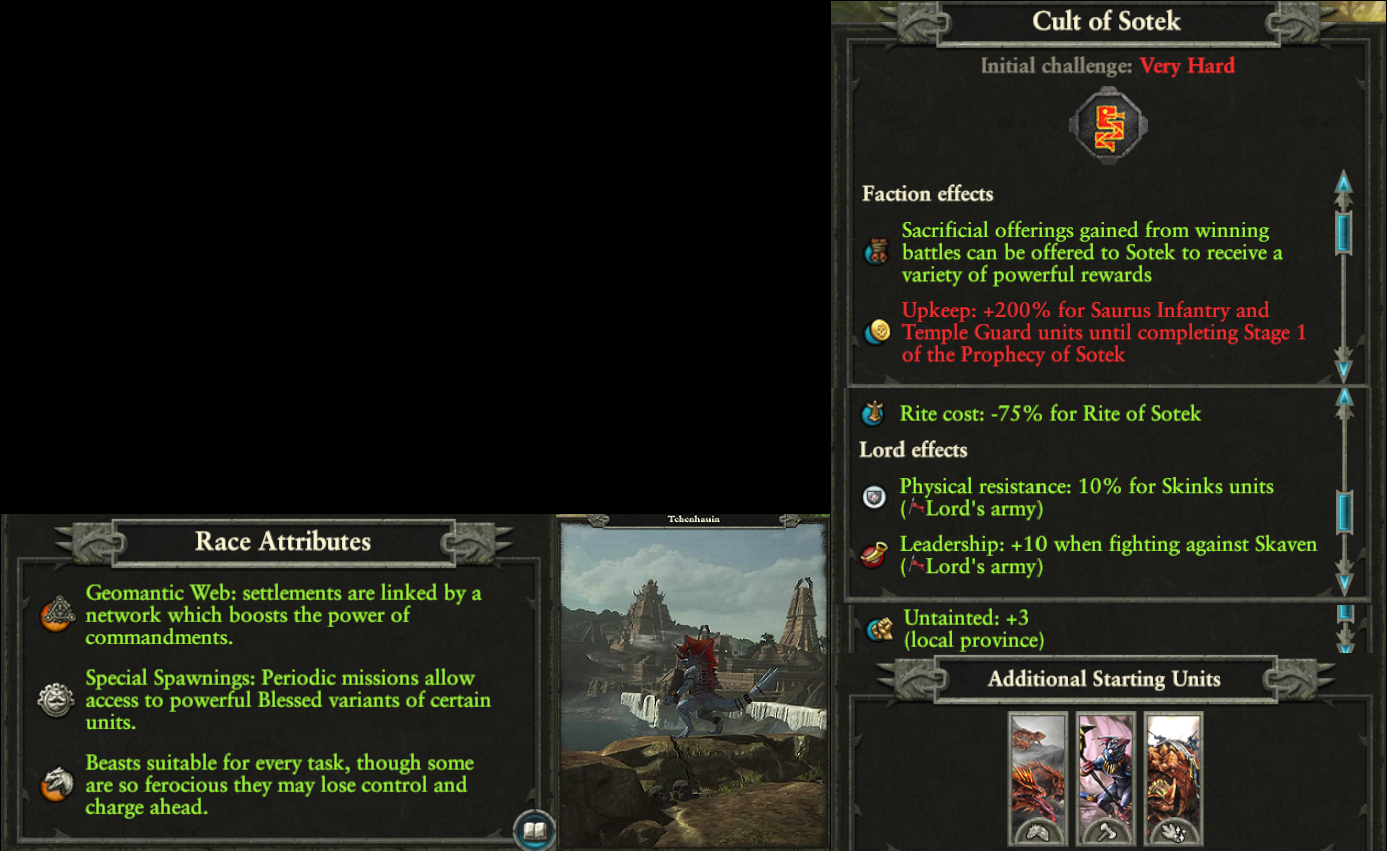 Cult of Sotek
Initial challenge: Very Hard
Faction effects
Sacrificial offerings gained from winning
battles can be offered to Sotek to receive a
variety of powerful rewards
Upkeep: +200% for Saurus Infantry and
Temple Guard units until completing Stage 1
of the Prophecy of Sotek
Rite cost: -75% for Rite of Sotek
Lord effects
Physical resistance: 10% for Skinks units
(Lord's army)
Leadership: +10 when fighting against Skaven
(Lord's army)
Untainted: +3
(local province)
Additional Starting Units
Race Attributes
Geomantic Web: settlements are linked by a
network which boosts the power of
commandments.
Special Spawnings: Periodic missions allow
access to powerful Blessed variants of certain
units.
Beasts suitable for every task, though some
are so ferocious they may lose control and
charge ahead.
Tehenhauin